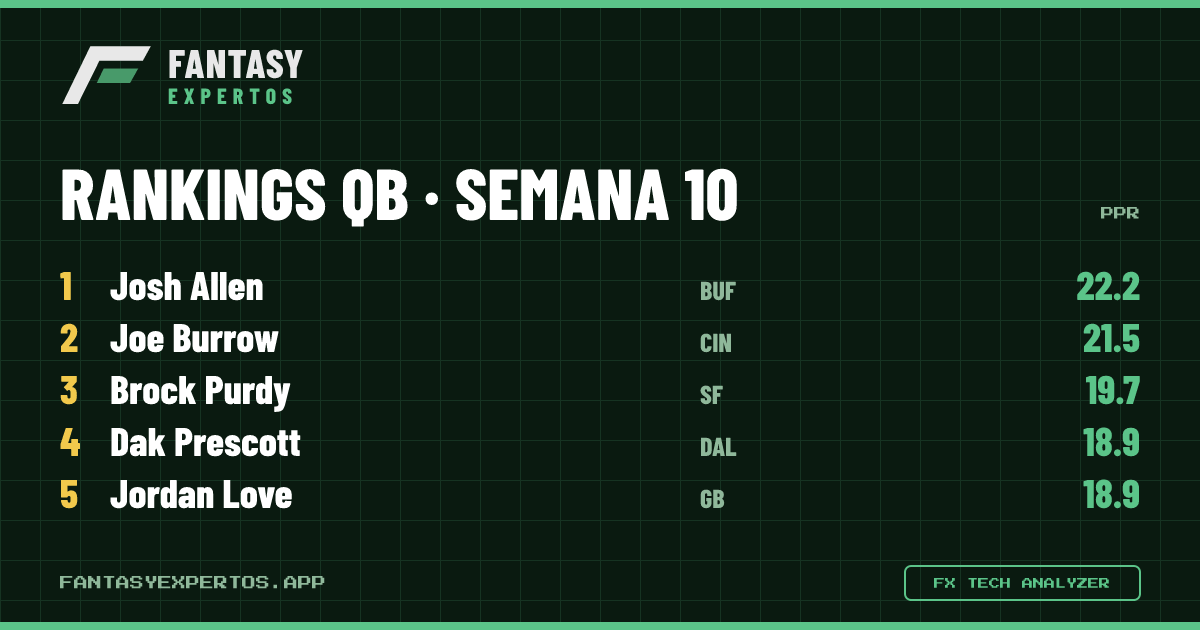 FANTASY
EXPERTOS
RANKINGS QB · SEMANA 10
PPR
1 Josh Allen BUF 22.2
2 Joe Burrow CIN 21.5
3 Brock Purdy SF 19.7
4 Dak Prescott DAL 18.9
5 Jordan Love GB 18.9
FANTASYEXPERTOS.APP
FX TECH ANALYZER